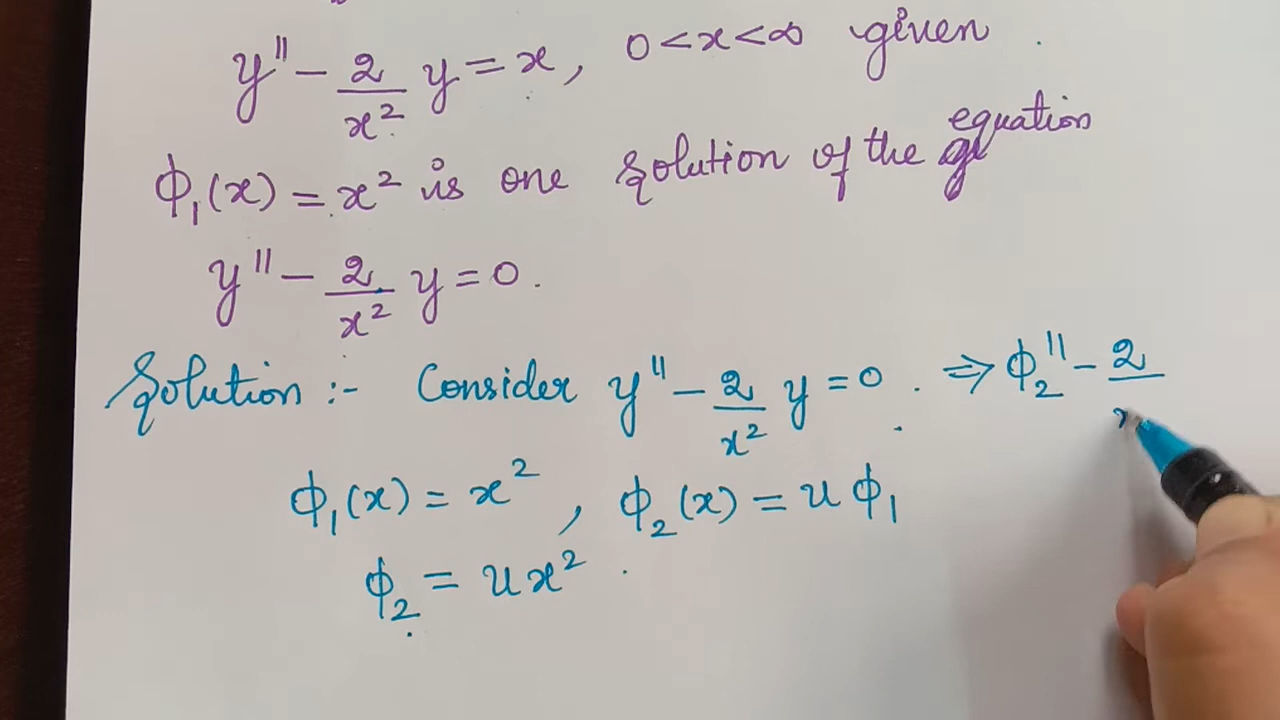 y'' − 2/x² y = x, 0 < x < ∞ given.
equation
φ₁(x) = x² is one solution of the
y'' − 2/x² y = 0.
Solution :- Consider y'' − 2/x² y = 0. ⇒ φ₂'' − 2/x
φ₁(x) = x², φ₂(x) = u φ₁
φ₂ = u x².